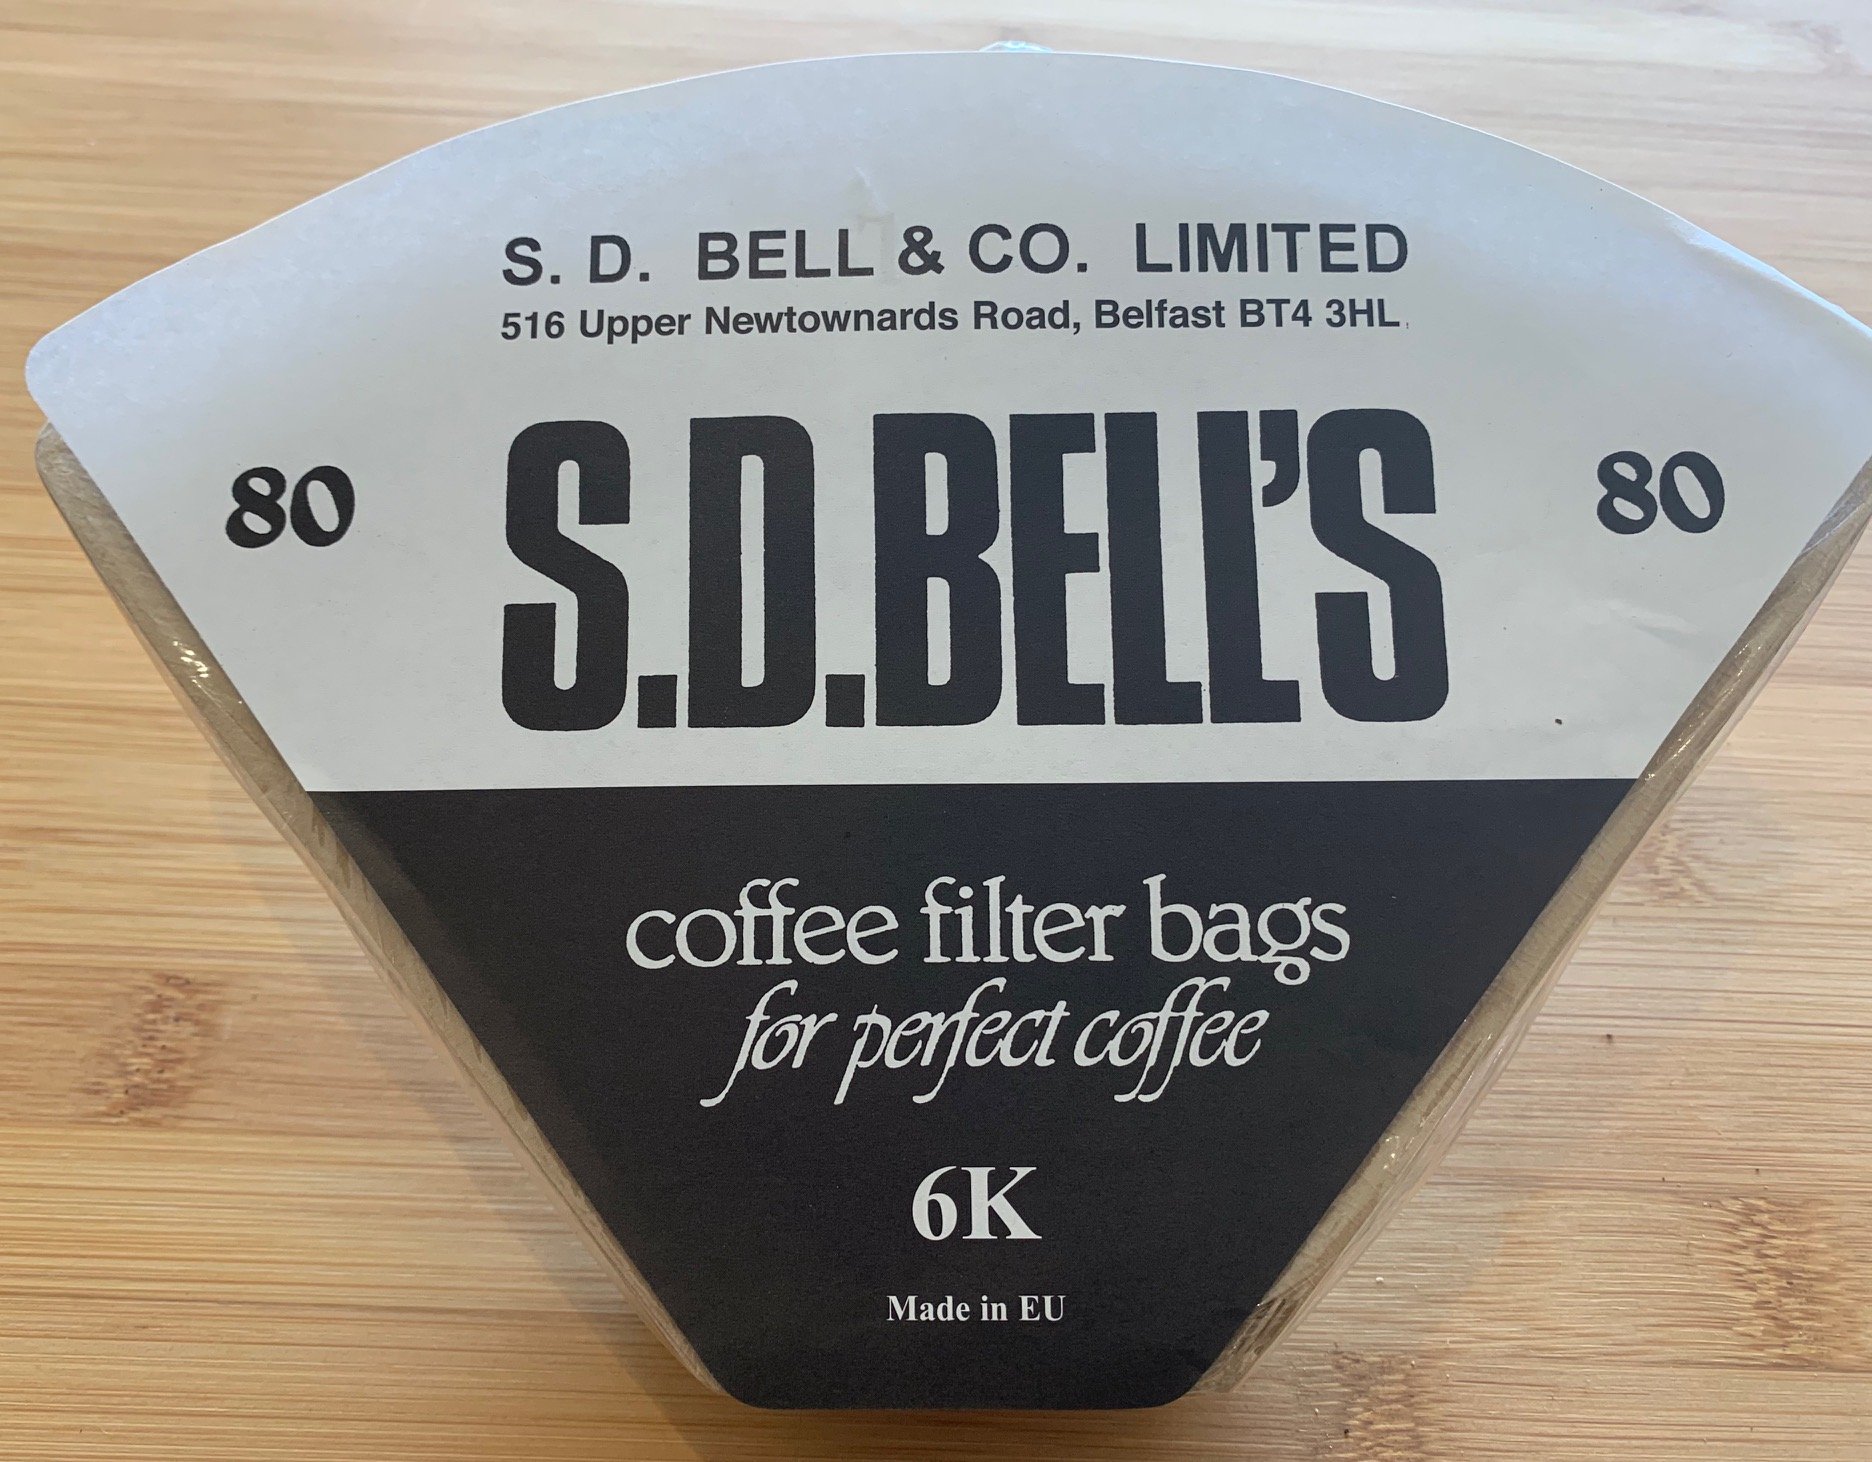 S. D. BELL & CO. LIMITED
516 Upper Newtownards Road, Belfast BT4 3HL
80 S.D.BELL'S 80
coffee filter bags
for perfect coffee
6K
Made in EU